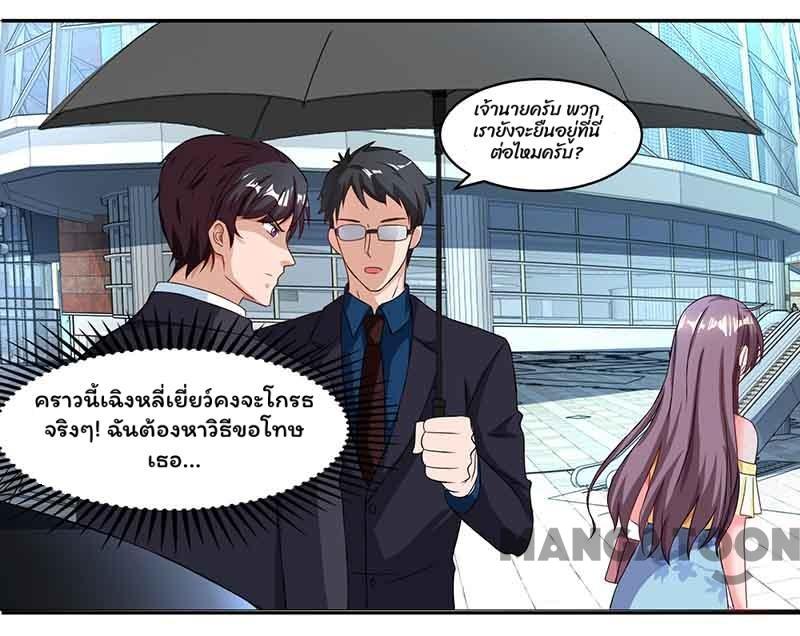 เจ้านายครับ พวก
เรายังจะยืนอยู่ที่นี่
ต่อไหมครับ?
คราวนี้เฉิงหลี่เยี่ยว์คงจะโกรธ
จริงๆ! ฉันต้องหาวิธีขอโทษ
เธอ...
MANGATOON